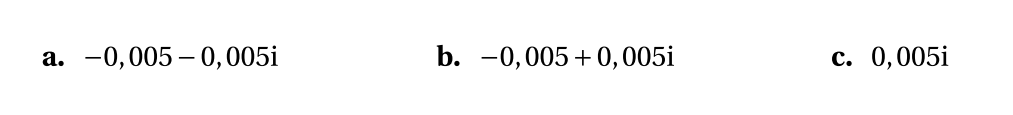 a. −0,005 − 0,005i b. −0,005 + 0,005i c. 0,005i